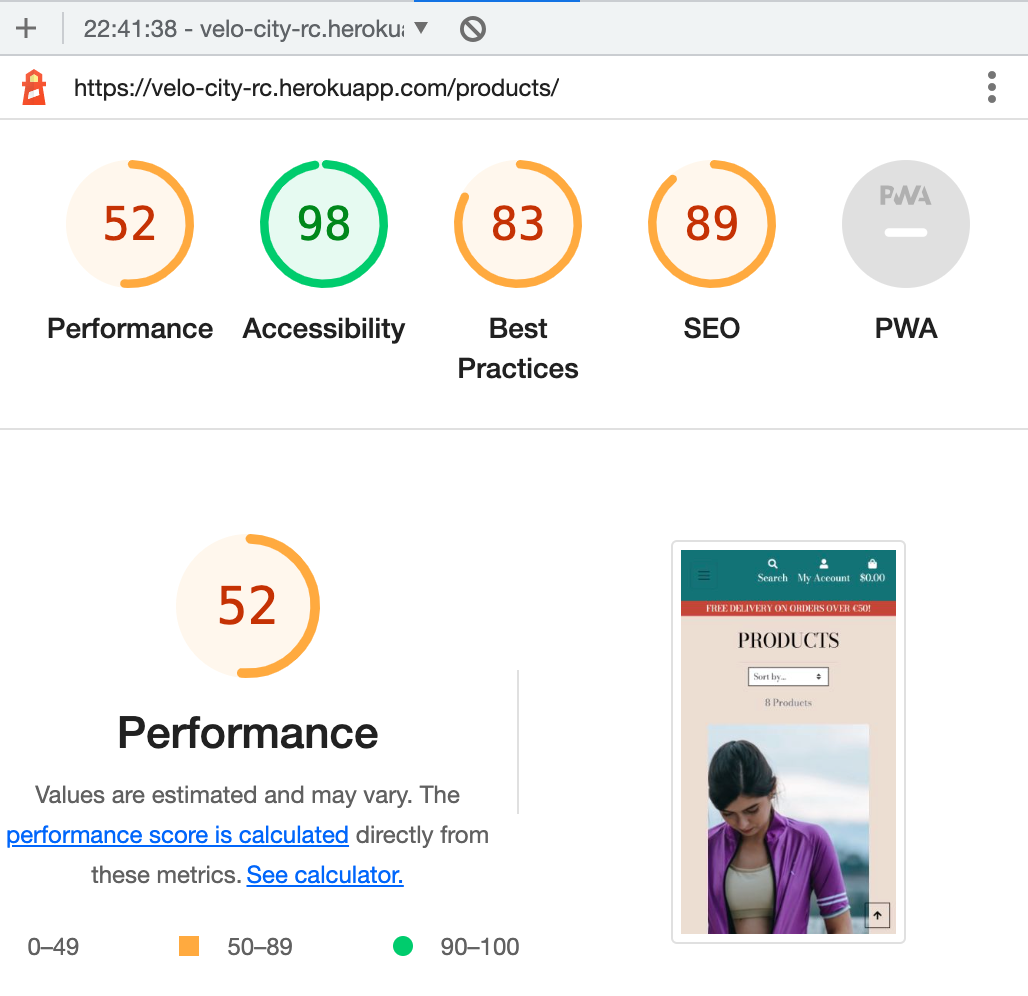 22:41:38 - velo-city-rc.heroku
https://velo-city-rc.herokuapp.com/products/
52
98
83
89
PWA
Performance
Accessibility
Best
Practices
SEO
PWA
52
Performance
Values are estimated and may vary. The
performance score is calculated directly from
these metrics. See calculator.
0–49
50–89
90–100
Search
My Account
$0.00
FREE DELIVERY ON ORDERS OVER €50!
PRODUCTS
Sort by...
8 Products